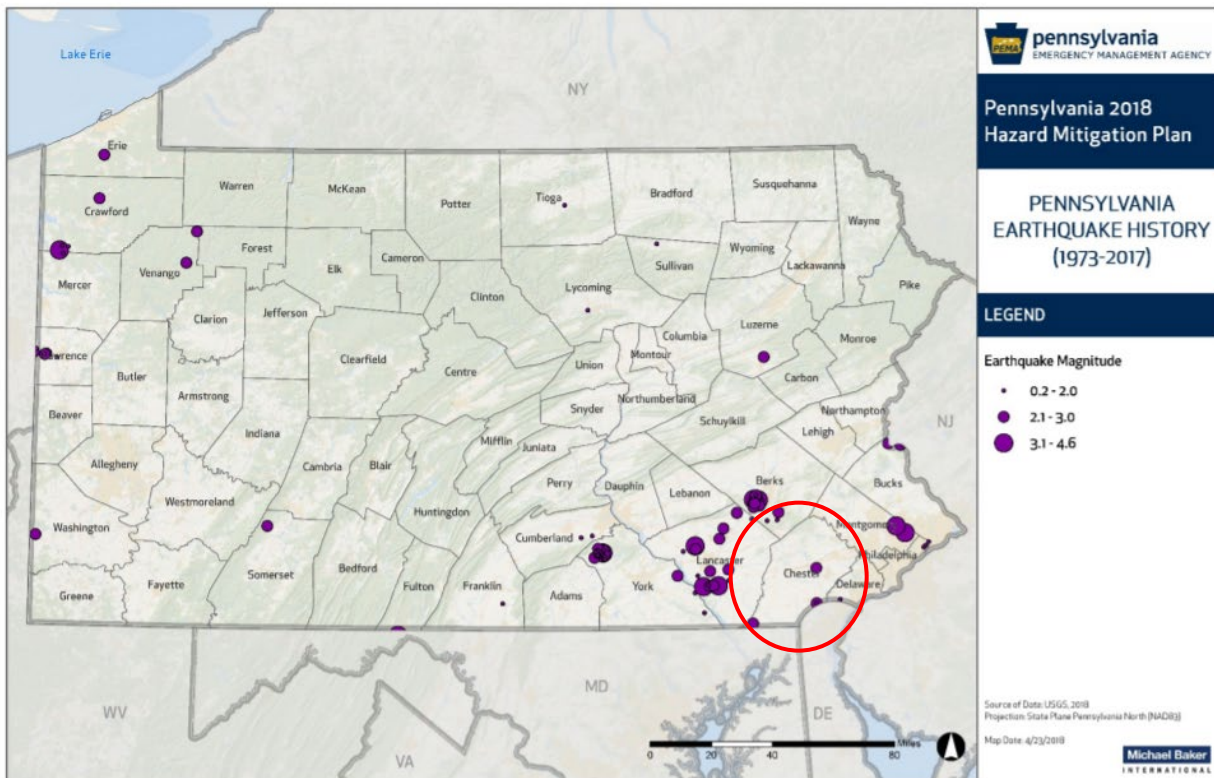 Lake Erie
NY
Erie
Crawford
Warren
McKean
Potter
Tioga
Bradford
Susquehanna
Wayne
Forest
Venango
Mercer
Elk
Cameron
Clinton
Lycoming
Sullivan
Wyoming
Lackawanna
Pike
Clarion
Jefferson
Clearfield
Centre
Union
Montour
Columbia
Luzerne
Monroe
Carbon
Lawrence
Butler
Armstrong
Beaver
Indiana
Snyder
Northumberland
Schuylkill
Northampton
Lehigh
NJ
Allegheny
Cambria
Blair
Mifflin
Juniata
Perry
Dauphin
Lebanon
Berks
Bucks
Westmoreland
Huntingdon
Washington
Cumberland
Lancaster
Montgome
Philadelphia
Chester
Delaware
Greene
Fayette
Somerset
Bedford
Fulton
Franklin
Adams
York
WV
MD
DE
VA
0 20 40 80
Miles
PEMA
pennsylvania
EMERGENCY MANAGEMENT AGENCY
Pennsylvania 2018
Hazard Mitigation Plan
PENNSYLVANIA
EARTHQUAKE HISTORY
(1973-2017)
LEGEND
Earthquake Magnitude
0.2 - 2.0
2.1 - 3.0
3.1 - 4.6
Source of Data: USGS, 2018
Projection: State Plane Pennsylvania North (NAD83)
Map Date: 4/23/2018
Michael Baker
INTERNATIONAL